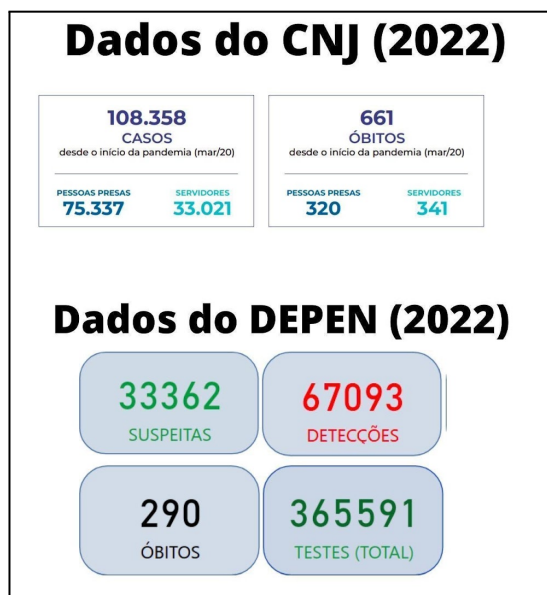 Dados do CNJ (2022)
108.358
CASOS
desde o início da pandemia (mar/20)
PESSOAS PRESAS
75.337
SERVIDORES
33.021
661
ÓBITOS
desde o início da pandemia (mar/20)
PESSOAS PRESAS
320
SERVIDORES
341
Dados do DEPEN (2022)
33362
SUSPEITAS
67093
DETECÇÕES
290
ÓBITOS
365591
TESTES (TOTAL)